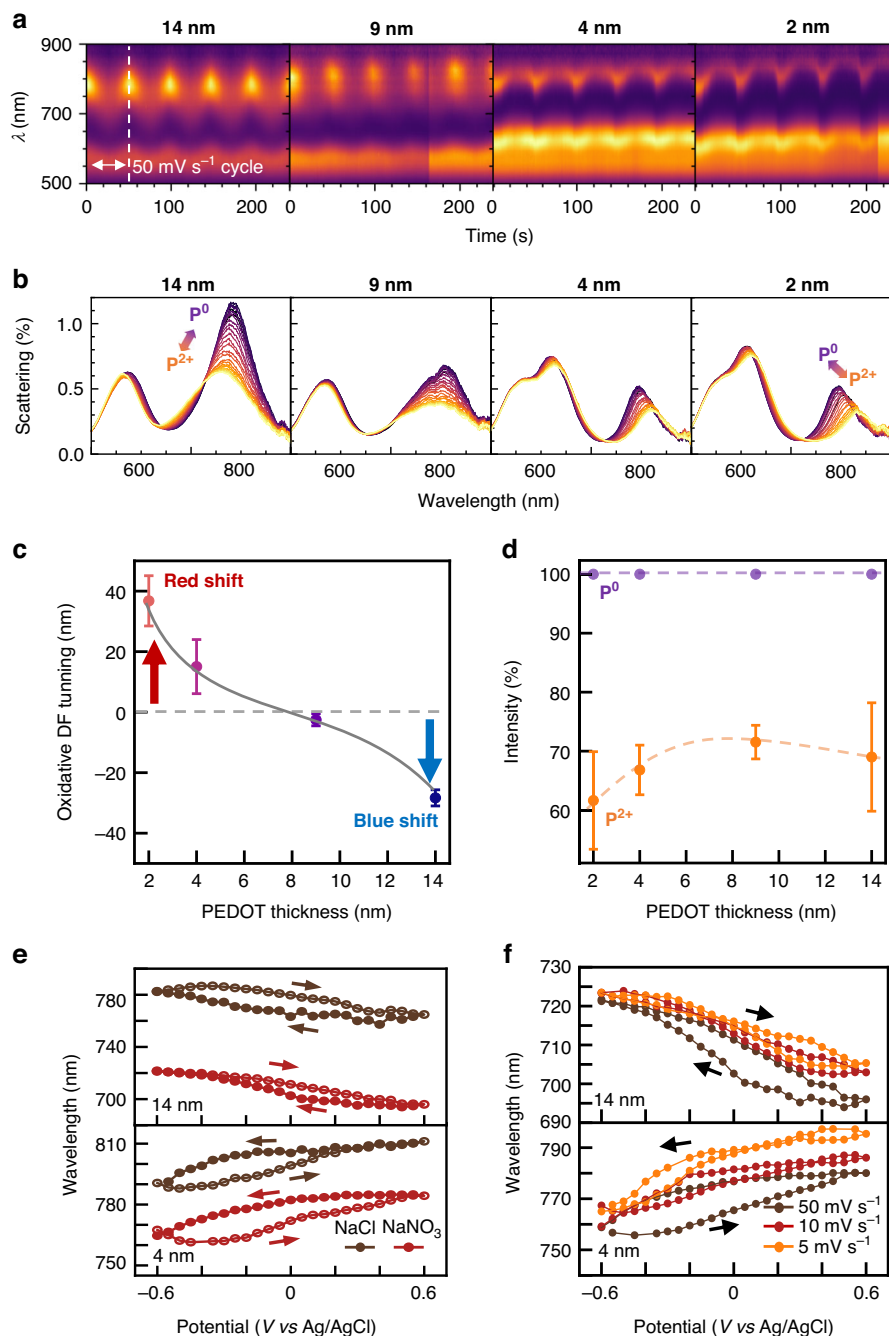 a
14 nm 9 nm 4 nm 2 nm
900
700
500
λ (nm)
50 mV s⁻¹ cycle
0 100 200 0 100 200 0 100 200 0 100 200
Time (s)
b
14 nm 9 nm 4 nm 2 nm
1.0
0.5
0.0
Scattering (%)
P⁰
P²⁺
P⁰
P²⁺
600 800 600 800 600 800 600 800
Wavelength (nm)
c
40
20
0
−20
−40
Oxidative DF tunning (nm)
Red shift
Blue shift
2 4 6 8 10 12 14
PEDOT thickness (nm)
d
100
90
80
70
60
Intensity (%)
P⁰
P²⁺
2 4 6 8 10 12 14
PEDOT thickness (nm)
e
780
720
700
14 nm
810
790
770
750
Wavelength (nm)
NaCl NaNO₃
4 nm
−0.6 0 0.6
Potential (V vs Ag/AgCl)
f
730
720
710
700
690
14 nm
790
770
750
Wavelength (nm)
50 mV s⁻¹
10 mV s⁻¹
5 mV s⁻¹
4 nm
−0.6 0 0.6
Potential (V vs Ag/AgCl)